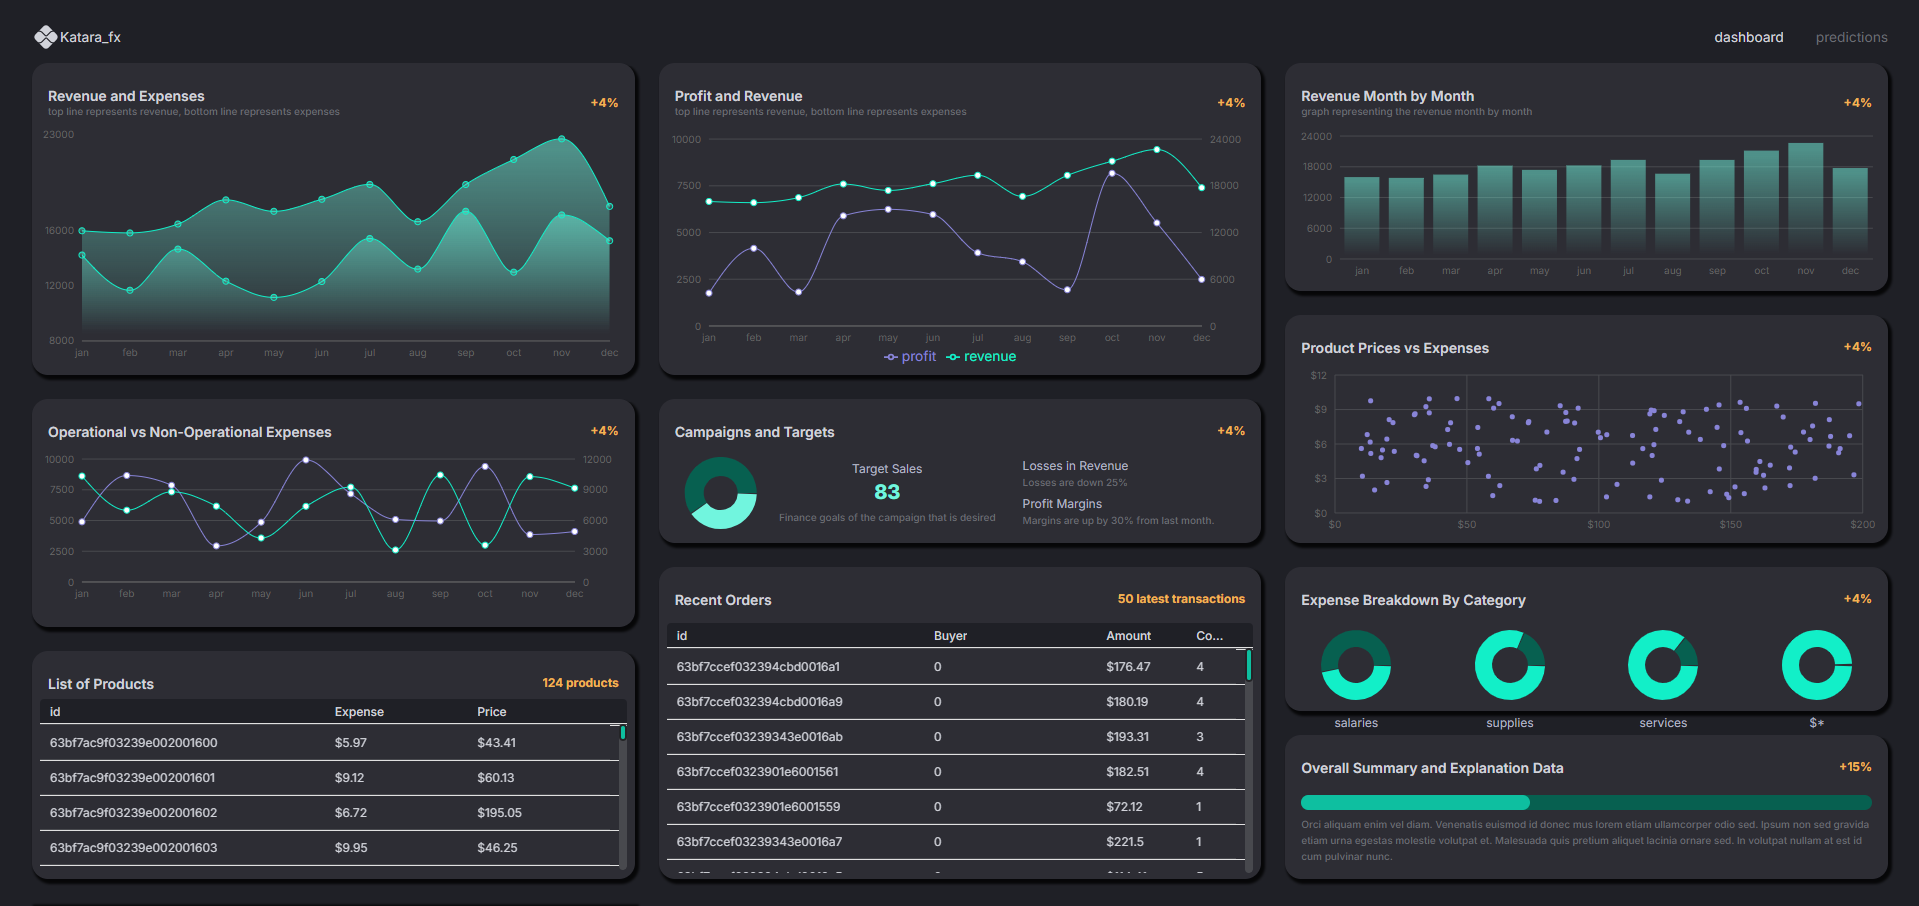 Katara_fx
dashboard predictions
Revenue and Expenses
top line represents revenue, bottom line represents expenses
+4%
23000
16000
12000
8000
jan feb mar apr may jun jul aug sep oct nov dec
Operational vs Non-Operational Expenses
+4%
10000 12000
7500 9000
5000 6000
2500 3000
0 0
jan feb mar apr may jun jul aug sep oct nov dec
List of Products
124 products
id Expense Price
63bf7ac9f03239e002001600 $5.97 $43.41
63bf7ac9f03239e002001601 $9.12 $60.13
63bf7ac9f03239e002001602 $6.72 $195.05
63bf7ac9f03239e002001603 $9.95 $46.25
Profit and Revenue
top line represents revenue, bottom line represents expenses
+4%
10000 24000
7500 18000
5000 12000
2500 6000
0 0
jan feb mar apr may jun jul aug sep oct nov dec
profit revenue
Campaigns and Targets
+4%
Target Sales
83
Finance goals of the campaign that is desired
Losses in Revenue
Losses are down 25%
Profit Margins
Margins are up by 30% from last month.
Recent Orders
50 latest transactions
id Buyer Amount Co...
63bf7ccef032394cbd0016a1 0 $176.47 4
63bf7ccef032394cbd0016a9 0 $180.19 4
63bf7ccef03239343e0016ab 0 $193.31 3
63bf7ccef0323901e6001561 0 $182.51 4
63bf7ccef0323901e6001559 0 $72.12 1
63bf7ccef03239343e0016a7 0 $221.5 1
Revenue Month by Month
graph representing the revenue month by month
+4%
24000
18000
12000
6000
0
jan feb mar apr may jun jul aug sep oct nov dec
Product Prices vs Expenses
+4%
$12
$9
$6
$3
$0
$0 $50 $100 $150 $200
Expense Breakdown By Category
+4%
salaries supplies services $*
Overall Summary and Explanation Data
+15%
Orci aliquam enim vel diam. Venenatis euismod id donec mus lorem etiam ullamcorper odio sed. Ipsum non sed gravida
etiam urna egestas molestie volutpat et. Malesuada quis pretium aliquet lacinia ornare sed. In volutpat nullam at est id
cum pulvinar nunc.